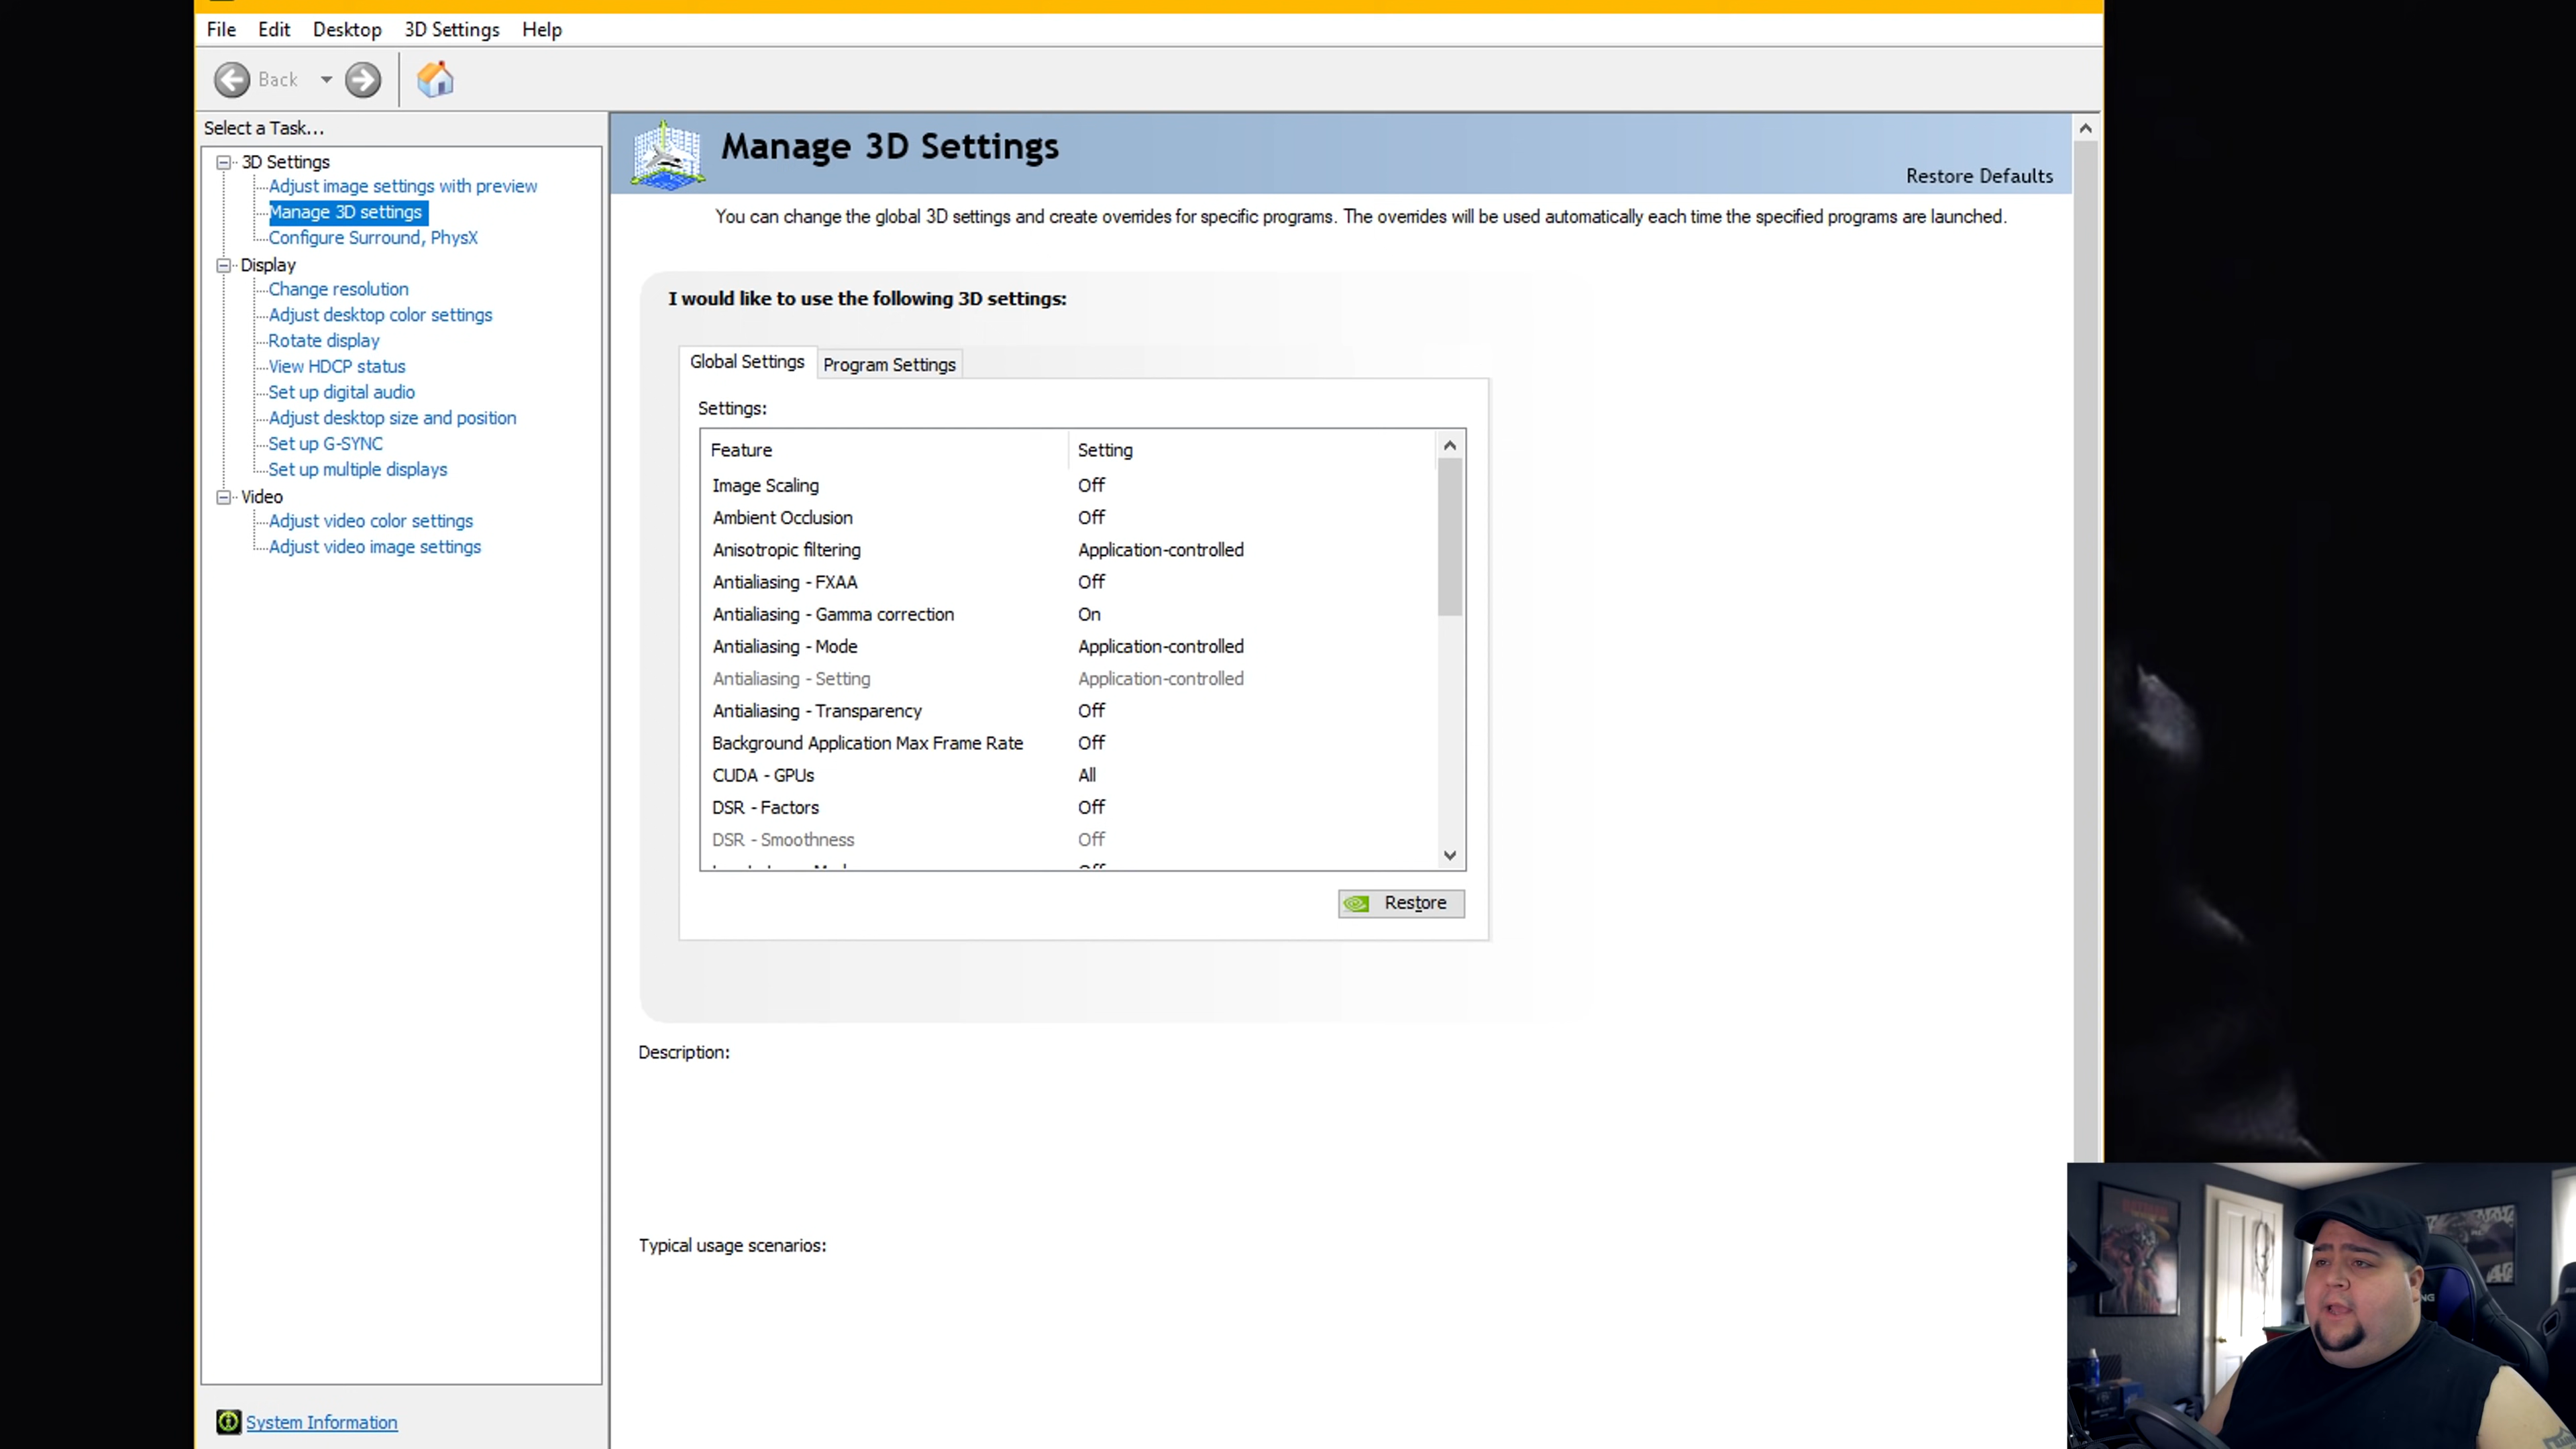 File Edit Desktop 3D Settings Help
Back
Select a Task...
3D Settings
Adjust image settings with preview
Manage 3D settings
Configure Surround, PhysX
Display
Change resolution
Adjust desktop color settings
Rotate display
View HDCP status
Set up digital audio
Adjust desktop size and position
Set up G-SYNC
Set up multiple displays
Video
Adjust video color settings
Adjust video image settings
System Information
Manage 3D Settings
Restore Defaults
You can change the global 3D settings and create overrides for specific programs. The overrides will be used automatically each time the specified programs are launched.
I would like to use the following 3D settings:
Global Settings Program Settings
Settings:
Feature Setting
Image Scaling Off
Ambient Occlusion Off
Anisotropic filtering Application-controlled
Antialiasing - FXAA Off
Antialiasing - Gamma correction On
Antialiasing - Mode Application-controlled
Antialiasing - Setting Application-controlled
Antialiasing - Transparency Off
Background Application Max Frame Rate Off
CUDA - GPUs All
DSR - Factors Off
DSR - Smoothness Off
Restore
Description:
Typical usage scenarios: